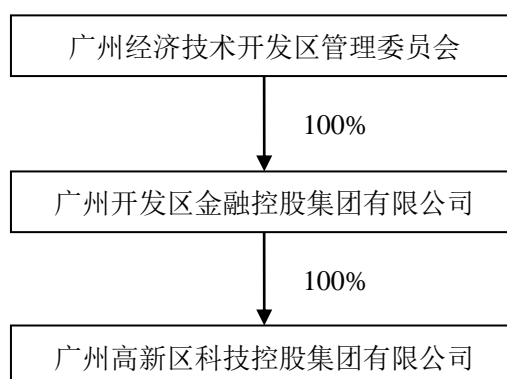 广州经济技术开发区管理委员会
100%
广州开发区金融控股集团有限公司
100%
广州高新区科技控股集团有限公司